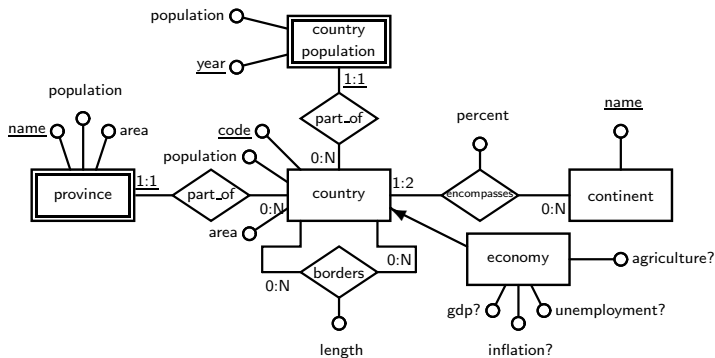 population
country
population
year
1:1
population
part_of
percent
name
name
area
code
0:N
population
province
1:1
part_of
country
1:2
encompasses
continent
0:N
0:N
area
economy
agriculture?
0:N
borders
0:N
gdp?
unemployment?
length
inflation?